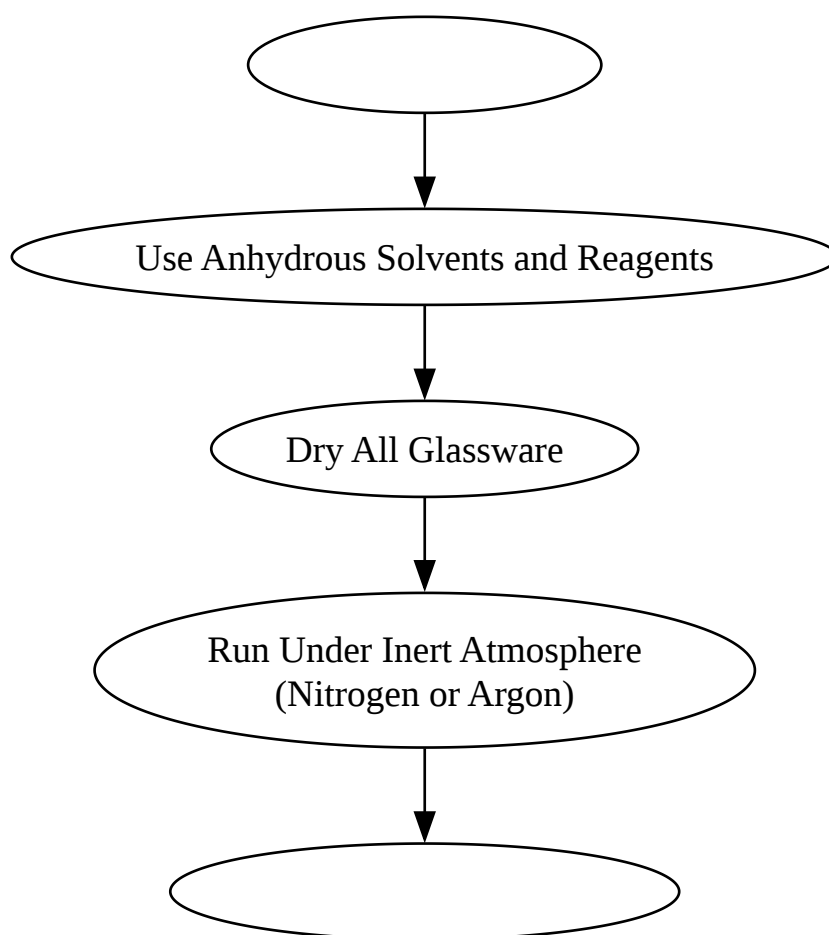 Use Anhydrous Solvents and Reagents
Dry All Glassware
Run Under Inert Atmosphere
(Nitrogen or Argon)